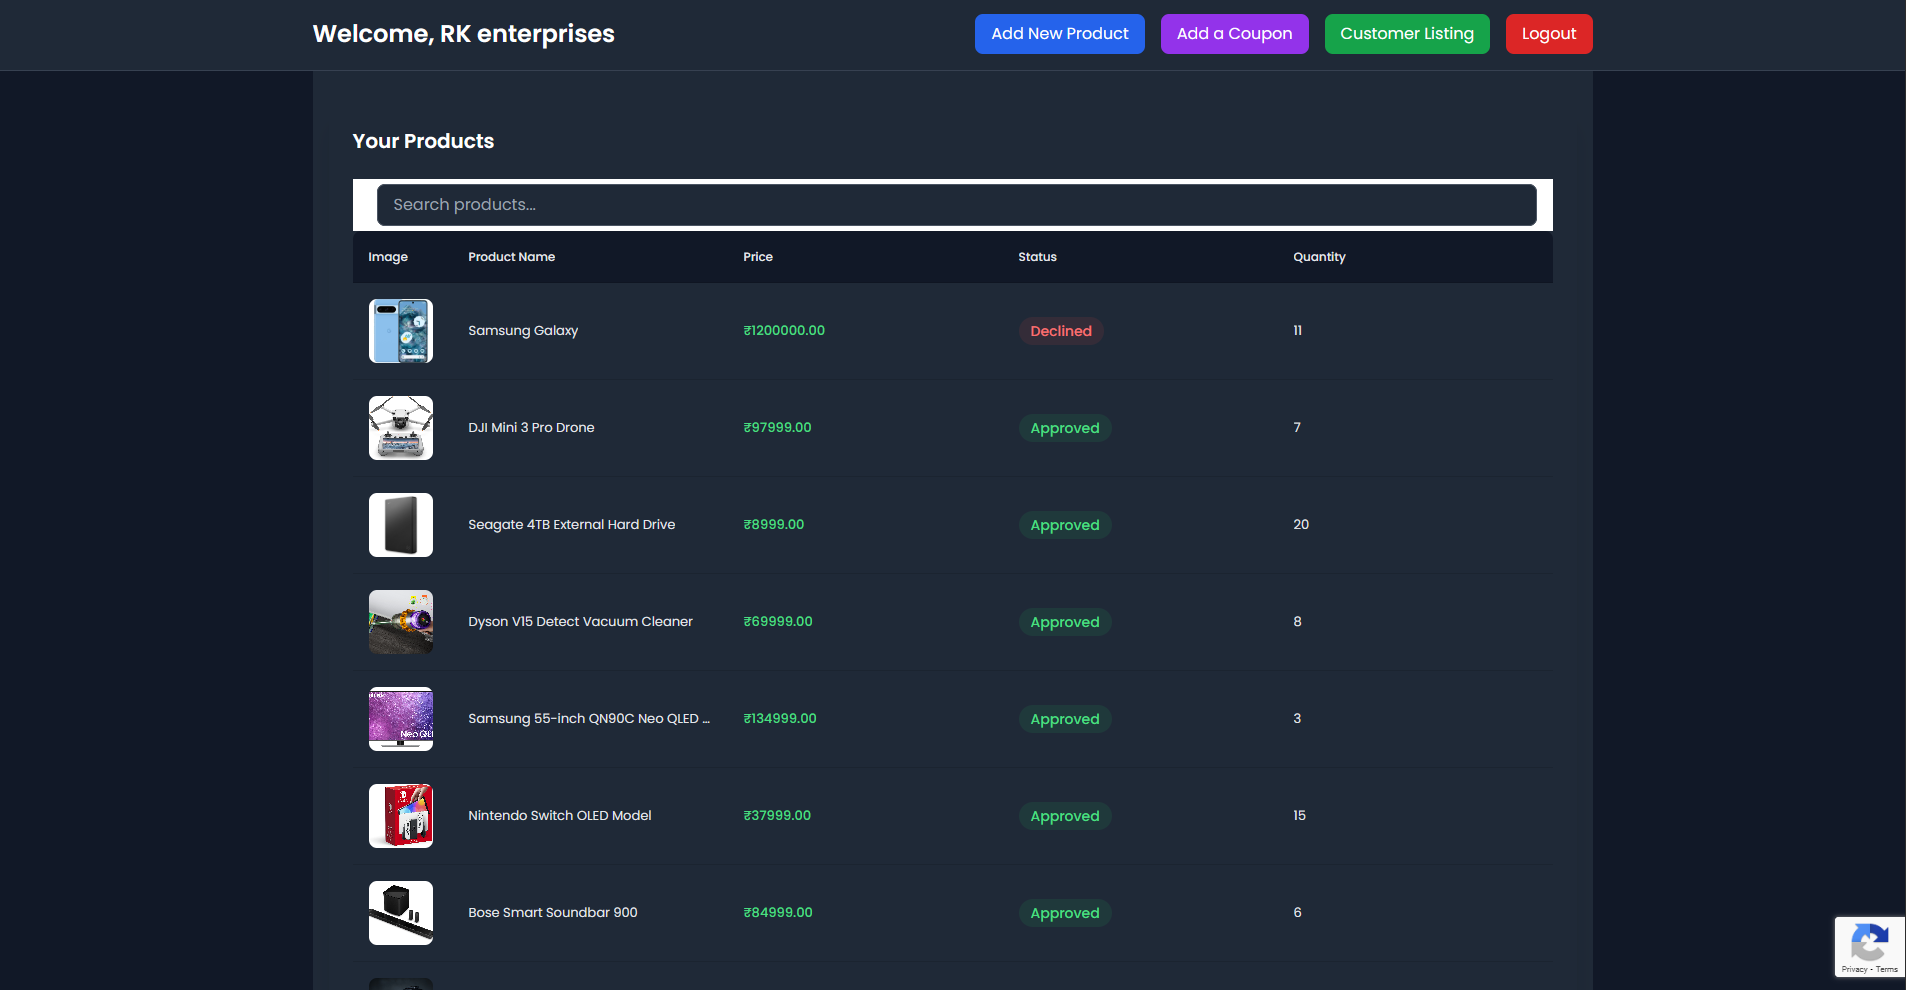 Welcome, RK enterprises
Add New Product
Add a Coupon
Customer Listing
Logout
Your Products
Search products...
Image Product Name Price Status Quantity
Samsung Galaxy ₹1200000.00 Declined 11
DJI Mini 3 Pro Drone ₹97999.00 Approved 7
Seagate 4TB External Hard Drive ₹8999.00 Approved 20
Dyson V15 Detect Vacuum Cleaner ₹69999.00 Approved 8
Samsung 55-inch QN90C Neo QLED ... ₹134999.00 Approved 3
Neo QLE
Nintendo Switch OLED Model ₹37999.00 Approved 15
Bose Smart Soundbar 900 ₹84999.00 Approved 6
Privacy - Terms